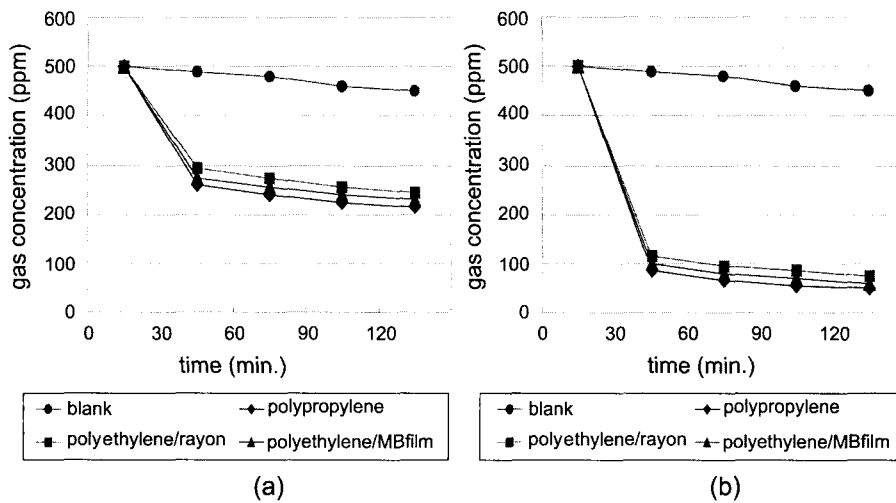 600
500
400
300
200
100
0
gas concentration (ppm)
0 30 60 90 120
time (min.)
blank polypropylene
polyethylene/rayon polyethylene/MBfilm
(a)
600
500
400
300
200
100
0
gas concentration (ppm)
0 30 60 90 120
time (min.)
blank polypropylene
polyethylene/rayon polyethylene/MBfilm
(b)